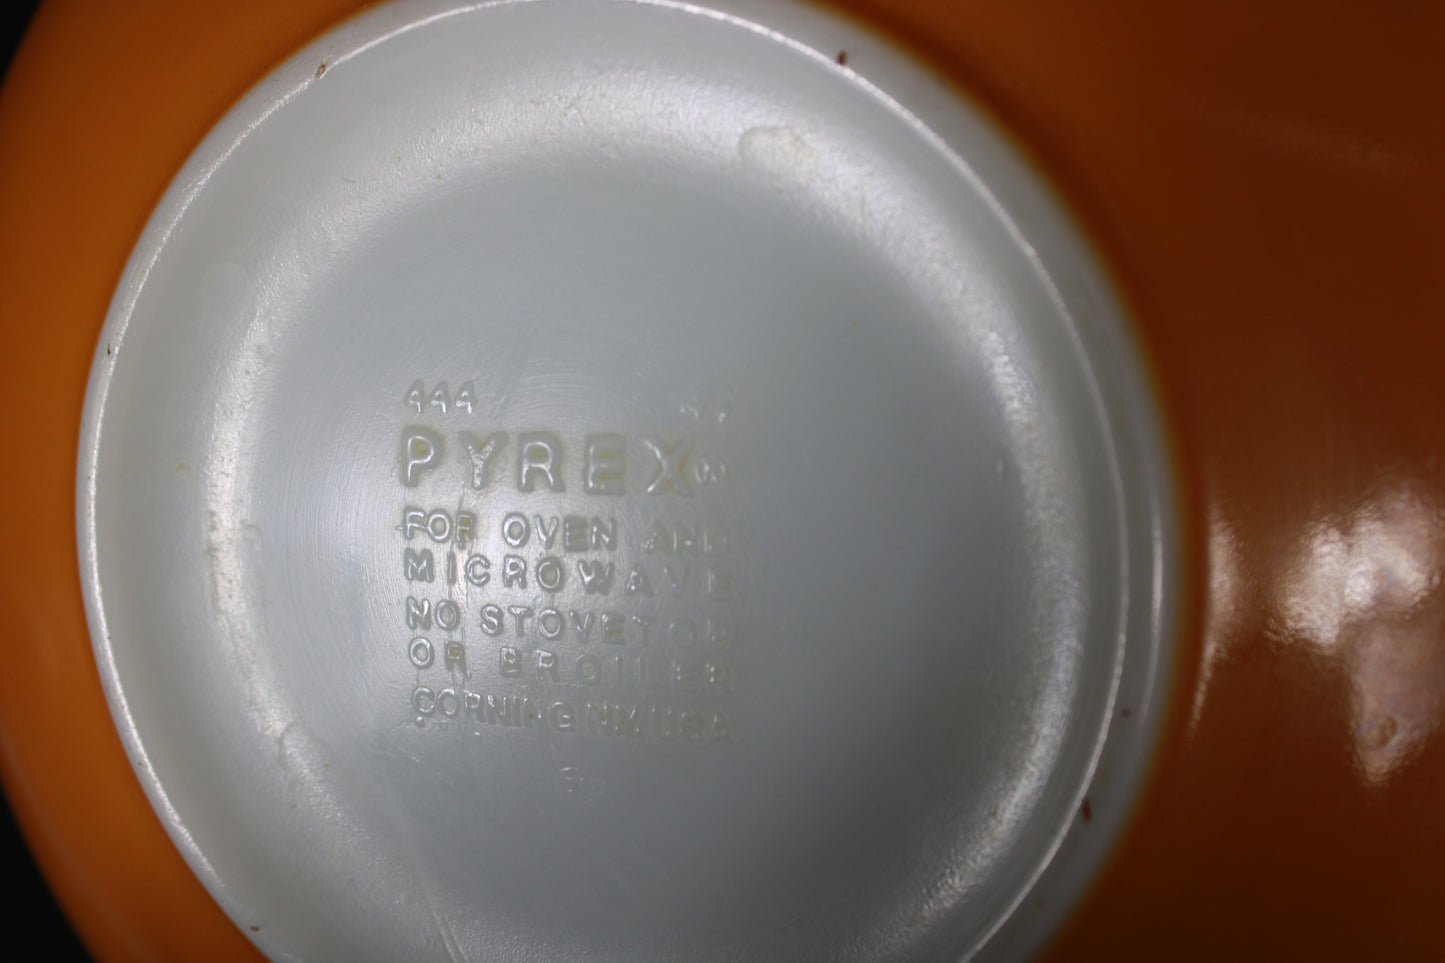 444
PYREX®
FOR OVEN AND
MICROWAVE
NO STOVETOP
OR BROILER
CORNING NY USA